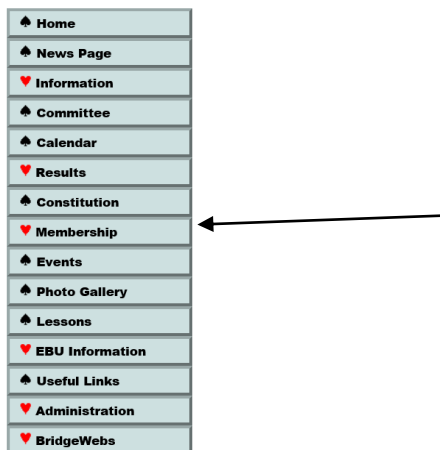 ♠ Home
♠ News Page
♥ Information
♠ Committee
♠ Calendar
♥ Results
♠ Constitution
♥ Membership
♠ Events
♠ Photo Gallery
♠ Lessons
♥ EBU Information
♠ Useful Links
♥ Administration
♥ BridgeWebs